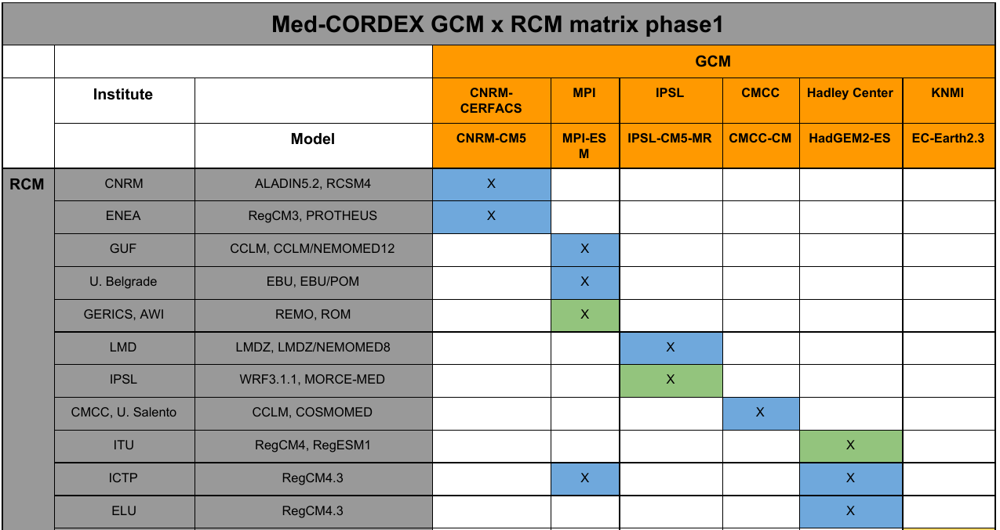 Med-CORDEX GCM x RCM matrix phase1
GCM
Institute CNRM- MPI IPSL CMCC Hadley Center KNMI
CERFACS
Model CNRM-CM5 MPI-ES IPSL-CM5-MR CMCC-CM HadGEM2-ES EC-Earth2.3
M
RCM CNRM ALADIN5.2, RCSM4 X
ENEA RegCM3, PROTHEUS X
GUF CCLM, CCLM/NEMOMED12 X
U. Belgrade EBU, EBU/POM X
GERICS, AWI REMO, ROM X
LMD LMDZ, LMDZ/NEMOMED8 X
IPSL WRF3.1.1, MORCE-MED X
CMCC, U. Salento CCLM, COSMOMED X
ITU RegCM4, RegESM1 X
ICTP RegCM4.3 X X
ELU RegCM4.3 X